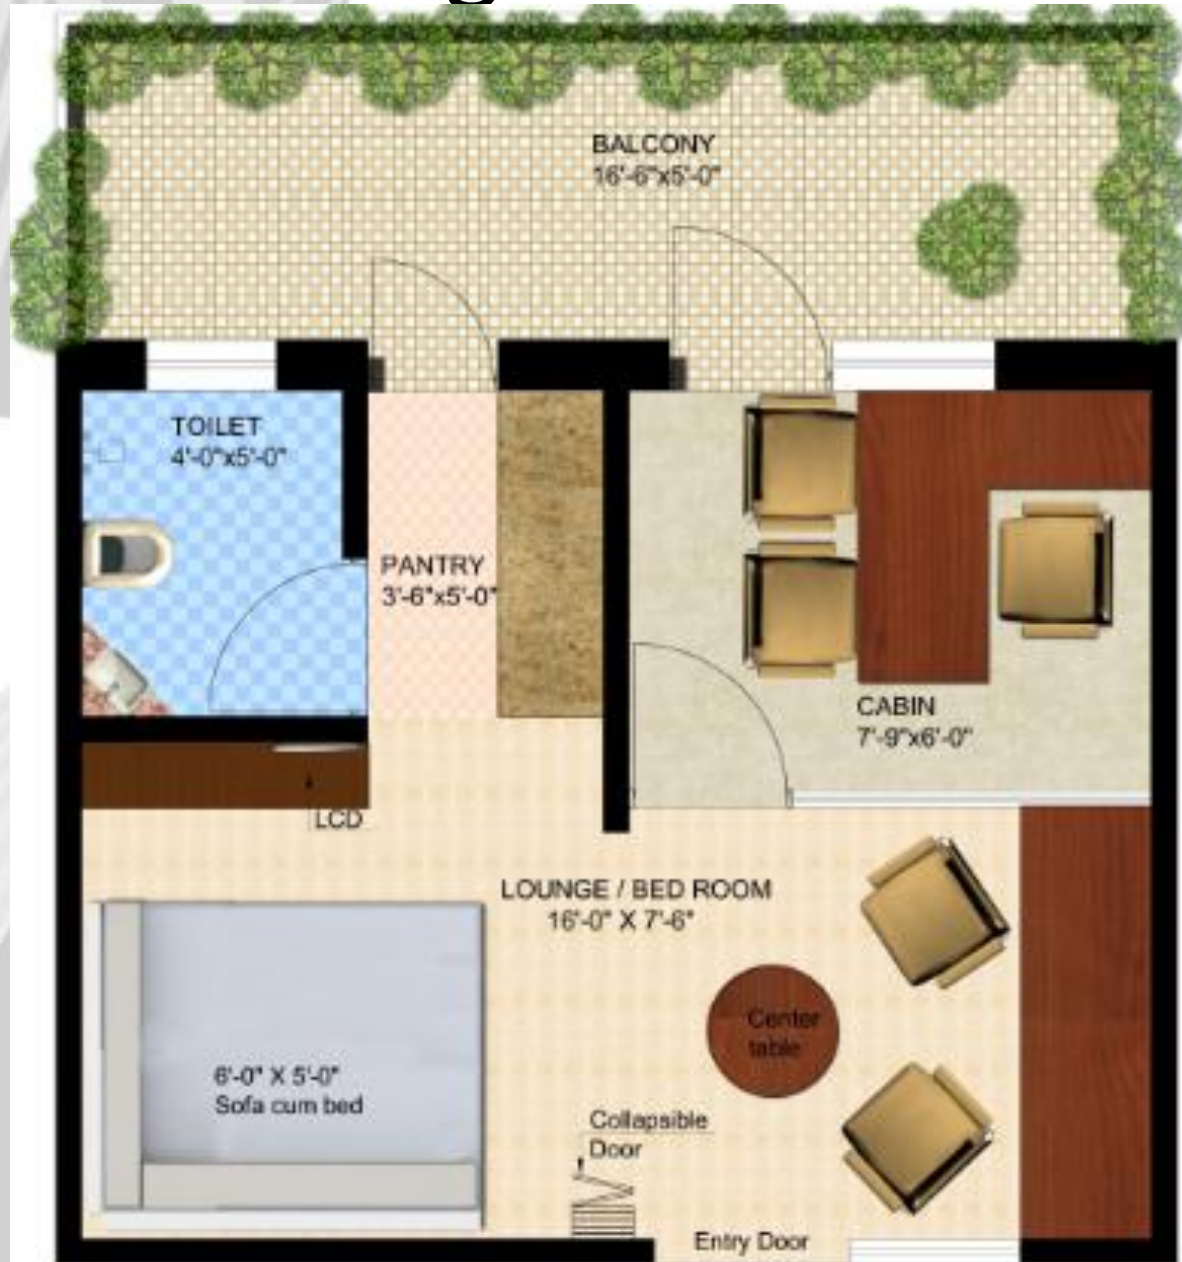 BALCONY
16'-6"x5'-0"
TOILET
4'-0"x5'-0"
PANTRY
3'-6"x5'-0"
CABIN
7'-9"x6'-0"
LCD
LOUNGE / BED ROOM
16'-0" X 7'-6"
Center
table
6'-0" X 5'-0"
Sofa cum bed
Collapsible
Door
Entry Door